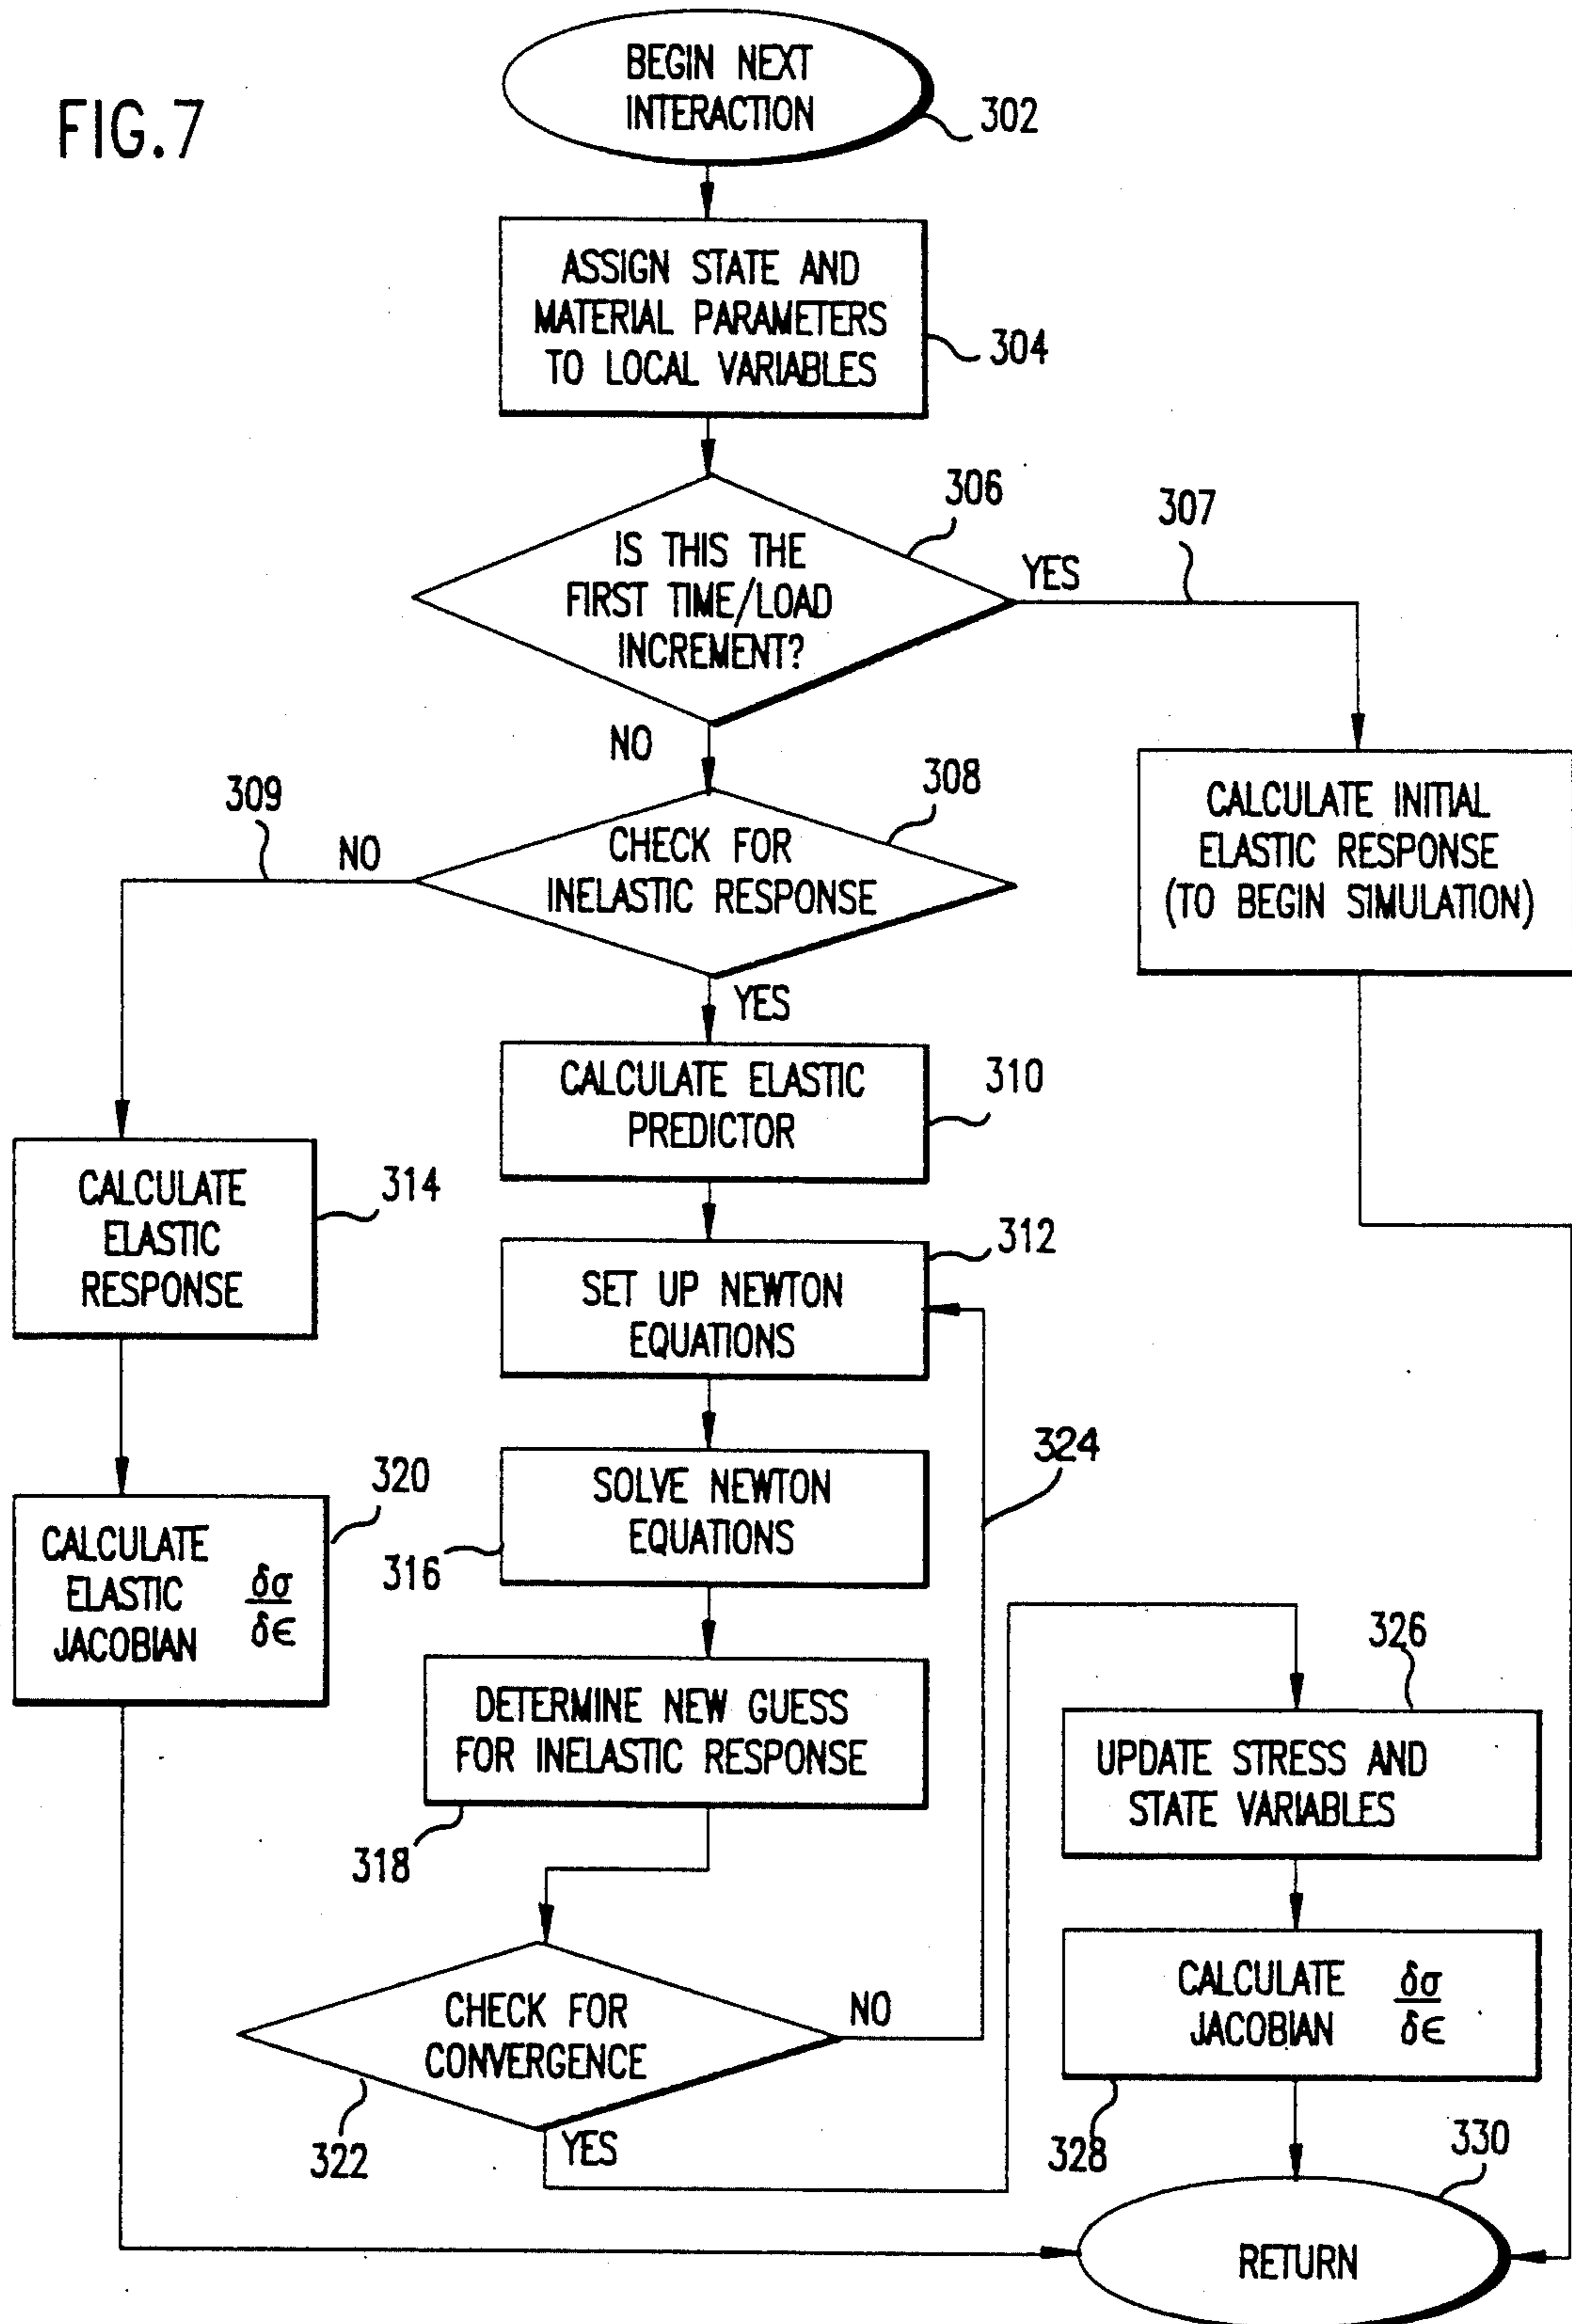 FIG.7
BEGIN NEXT
INTERACTION
302
ASSIGN STATE AND
MATERIAL PARAMETERS
TO LOCAL VARIABLES
304
IS THIS THE
FIRST TIME/LOAD
INCREMENT?
306
YES
307
NO
CALCULATE INITIAL
ELASTIC RESPONSE
(TO BEGIN SIMULATION)
308
309
NO
CHECK FOR
INELASTIC RESPONSE
YES
CALCULATE ELASTIC
PREDICTOR
310
CALCULATE
ELASTIC
RESPONSE
314
SET UP NEWTON
EQUATIONS
312
SOLVE NEWTON
EQUATIONS
316
324
CALCULATE
ELASTIC
JACOBIAN
δσ
δϵ
320
DETERMINE NEW GUESS
FOR INELASTIC RESPONSE
318
326
UPDATE STRESS AND
STATE VARIABLES
CHECK FOR
CONVERGENCE
NO
322
YES
CALCULATE
JACOBIAN
δσ
δϵ
328
330
RETURN